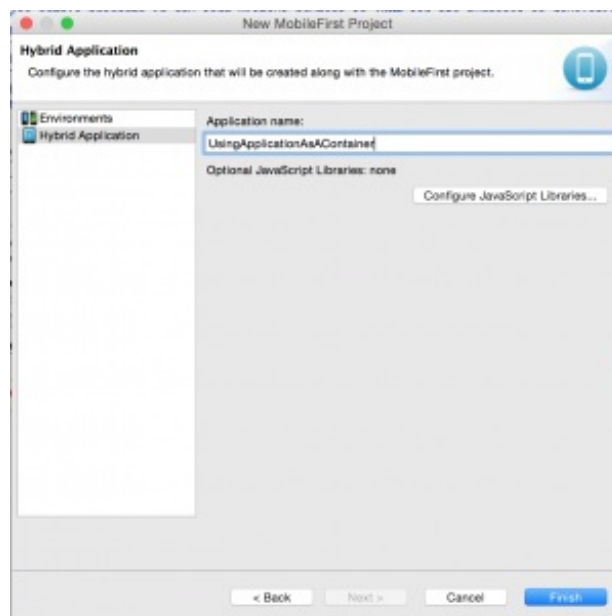 New MobileFirst Project
Hybrid Application
Configure the hybrid application that will be created along with the MobileFirst project.
Environments
Hybrid Application
Application name:
UsingApplicationAsAContainer
Optional JavaScript Libraries: none
Configure JavaScript Libraries...
< Back
Next >
Cancel
Finish